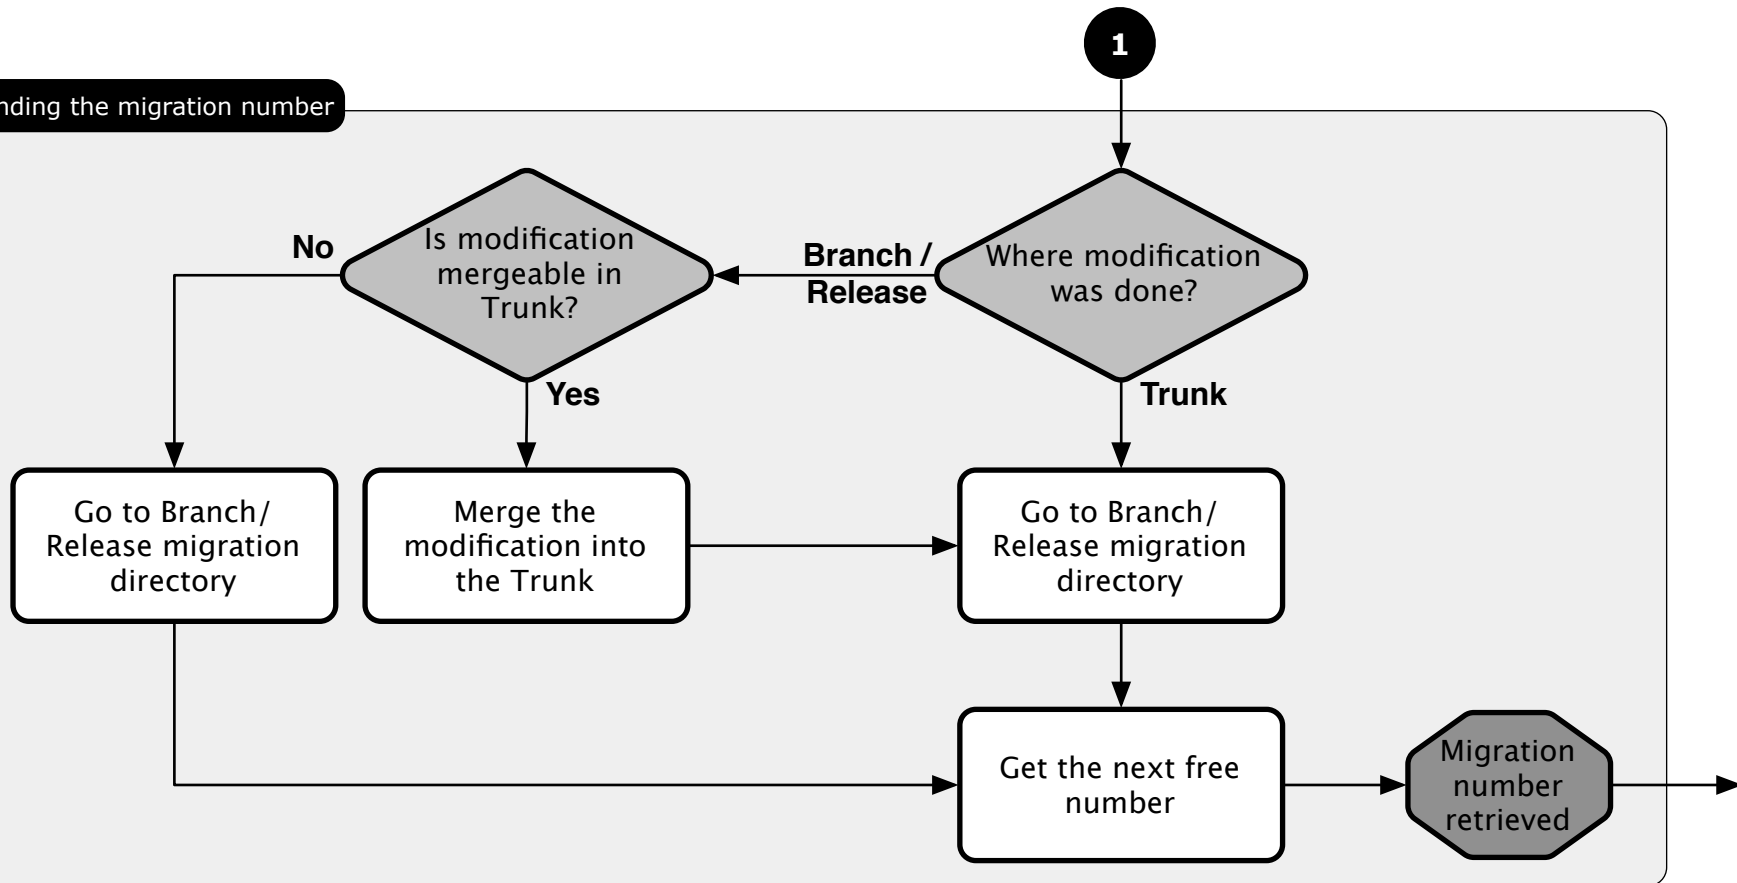 1
nding the migration number
Is modification
mergeable in
Trunk?
Where modification
was done?
No
Branch /
Release
Yes
Trunk
Go to Branch/
Release migration
directory
Merge the
modification into
the Trunk
Go to Branch/
Release migration
directory
Get the next free
number
Migration
number
retrieved